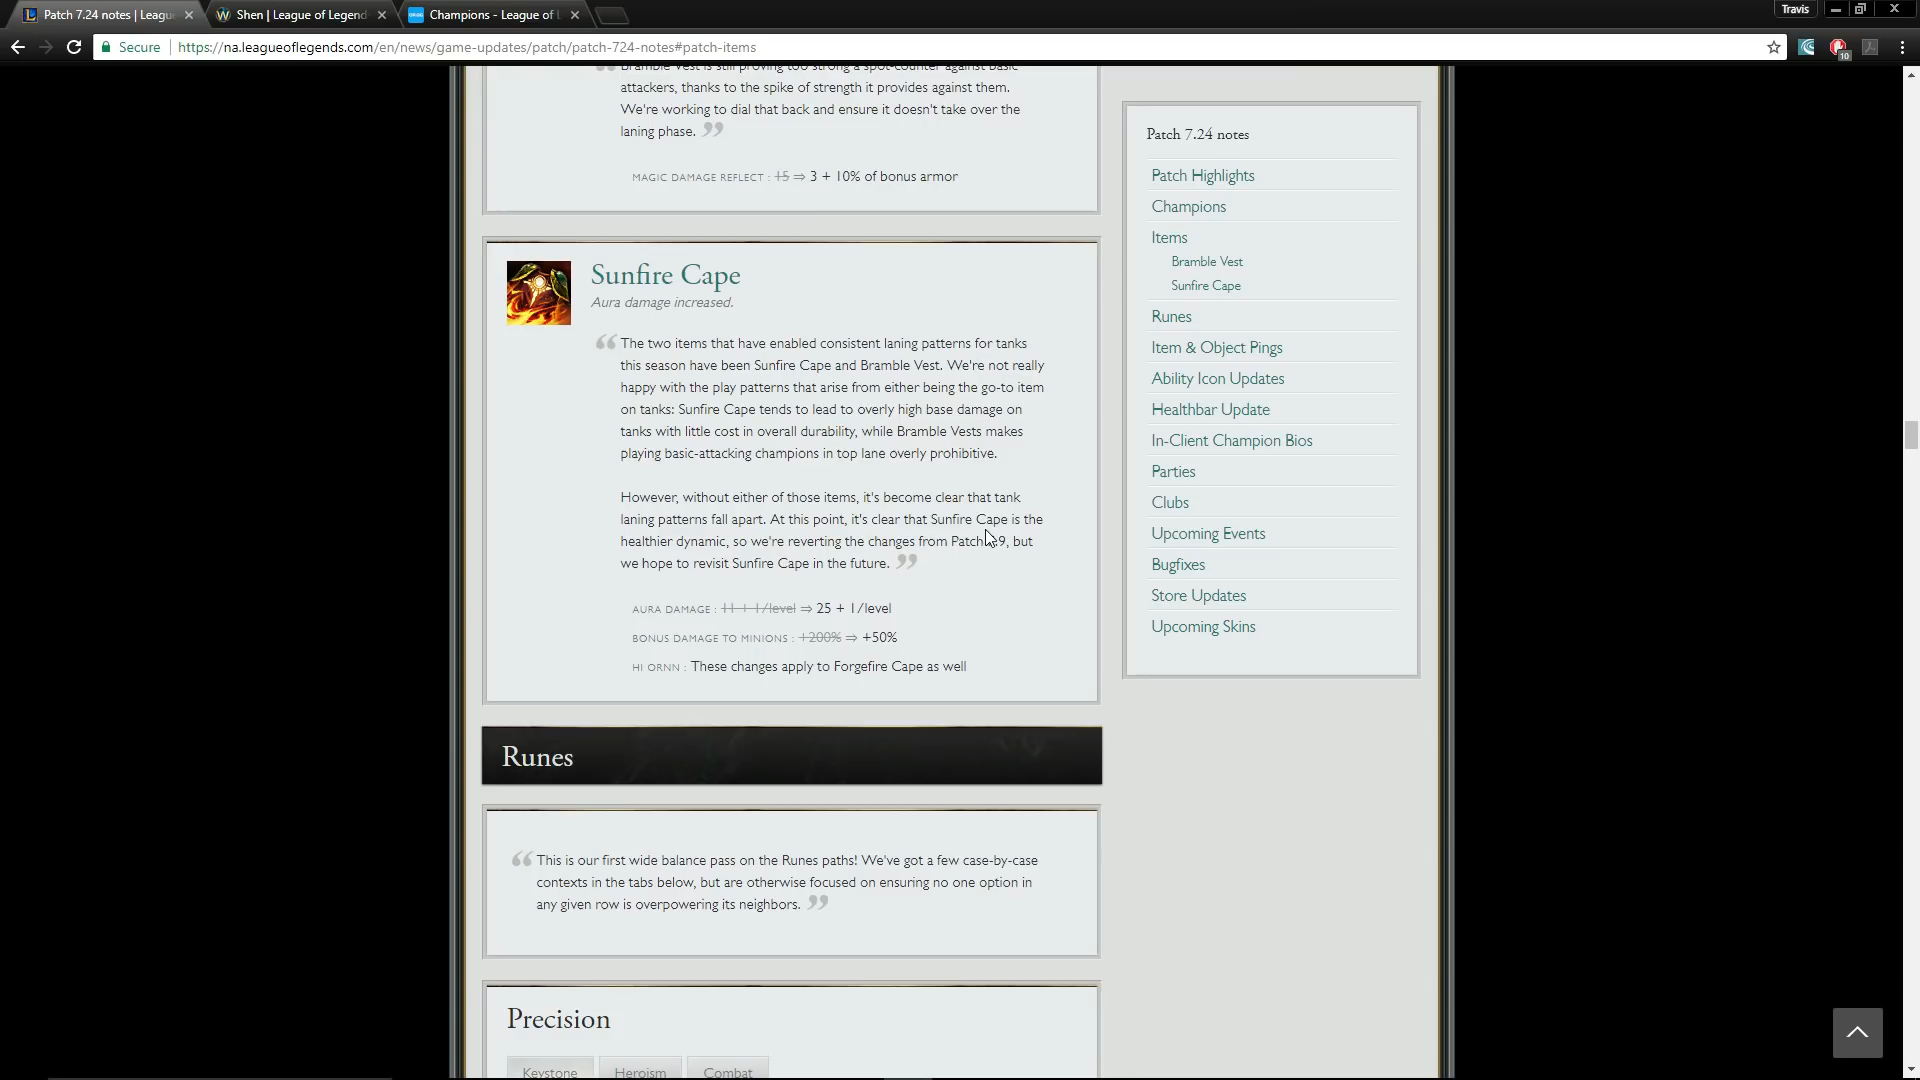 Patch 7.24 notes | Leagu
Shen | League of Legend
Champions - League of L
Travis
Secure
https://na.leagueoflegends.com/en/news/game-updates/patch/patch-724-notes#patch-items
10
Bramble Vest is still proving too strong a spot-counter against basic
attackers, thanks to the spike of strength it provides against them.
We're working to dial that back and ensure it doesn't take over the
laning phase. ”
MAGIC DAMAGE REFLECT : 15 ⇒ 3 + 10% of bonus armor
Sunfire Cape
Aura damage increased.
“ The two items that have enabled consistent laning patterns for tanks
this season have been Sunfire Cape and Bramble Vest. We're not really
happy with the play patterns that arise from either being the go-to item
on tanks: Sunfire Cape tends to lead to overly high base damage on
tanks with little cost in overall durability, while Bramble Vests makes
playing basic-attacking champions in top lane overly prohibitive.
However, without either of those items, it's become clear that tank
laning patterns fall apart. At this point, it's clear that Sunfire Cape is the
healthier dynamic, so we're reverting the changes from Patch 9, but
we hope to revisit Sunfire Cape in the future. ”
AURA DAMAGE : 11 + 1/level ⇒ 25 + 1/level
BONUS DAMAGE TO MINIONS : +200% ⇒ +50%
HI ORNN : These changes apply to Forgefire Cape as well
Runes
“ This is our first wide balance pass on the Runes paths! We've got a few case-by-case
contexts in the tabs below, but are otherwise focused on ensuring no one option in
any given row is overpowering its neighbors. ”
Precision
Keystone
Heroism
Combat
Patch 7.24 notes
Patch Highlights
Champions
Items
Bramble Vest
Sunfire Cape
Runes
Item & Object Pings
Ability Icon Updates
Healthbar Update
In-Client Champion Bios
Parties
Clubs
Upcoming Events
Bugfixes
Store Updates
Upcoming Skins